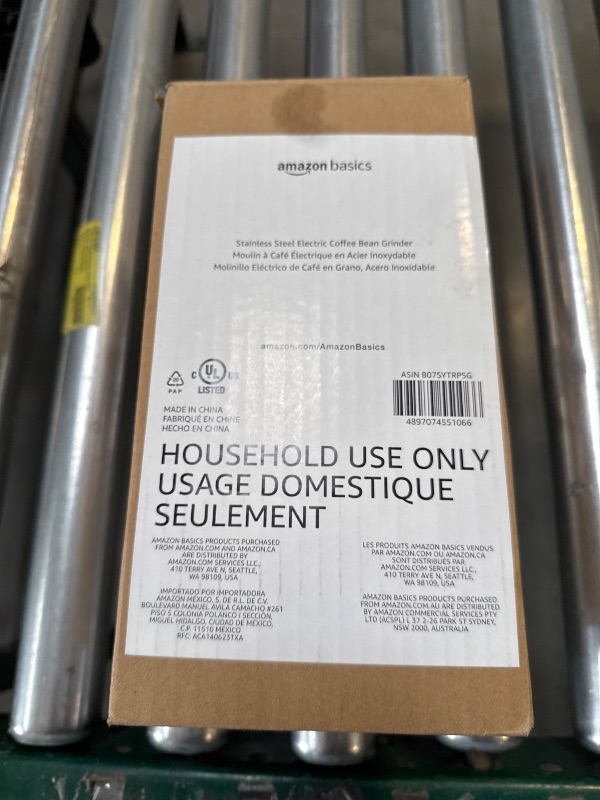 amazon basics
Stainless Steel Electric Coffee Bean Grinder
Moulin à Café Électrique en Acier Inoxydable
Molinillo Eléctrico de Café en Grano, Acero Inoxidable
amazon.com/AmazonBasics
PAP
C UL US
LISTED
ASIN B07SYTRPSG
4897074551066
MADE IN CHINA
FABRIQUÉ EN CHINE
HECHO EN CHINA
HOUSEHOLD USE ONLY
USAGE DOMESTIQUE
SEULEMENT
AMAZON BASICS PRODUCTS PURCHASED
FROM AMAZON.COM AND AMAZON.CA
ARE DISTRIBUTED BY
AMAZON.COM SERVICES LLC.,
410 TERRY AVE N, SEATTLE,
WA 98109, USA
IMPORTADO POR IMPORTADORA
AMAZON MÉXICO, S. DE R.L. DE C.V.
BOULEVARD MANUEL ÁVILA CAMACHO #261
PISO 5 COLONIA POLANCO I SECCIÓN,
MIGUEL HIDALGO, CIUDAD DE MÉXICO,
C.P. 11510 MÉXICO
RFC: ACA140623TXA
LES PRODUITS AMAZON BASICS VENDUS
PAR AMAZON.COM OU AMAZON.CA
SONT DISTRIBUÉS PAR
AMAZON.COM SERVICES LLC.,
410 TERRY AVE N, SEATTLE,
WA 98109, USA
AMAZON BASICS PRODUCTS PURCHASED
FROM AMAZON.COM.AU ARE DISTRIBUTED
BY AMAZON COMMERCIAL SERVICES PTY
LTD (ACSPL) L 37 2-26 PARK ST SYDNEY,
NSW 2000, AUSTRALIA